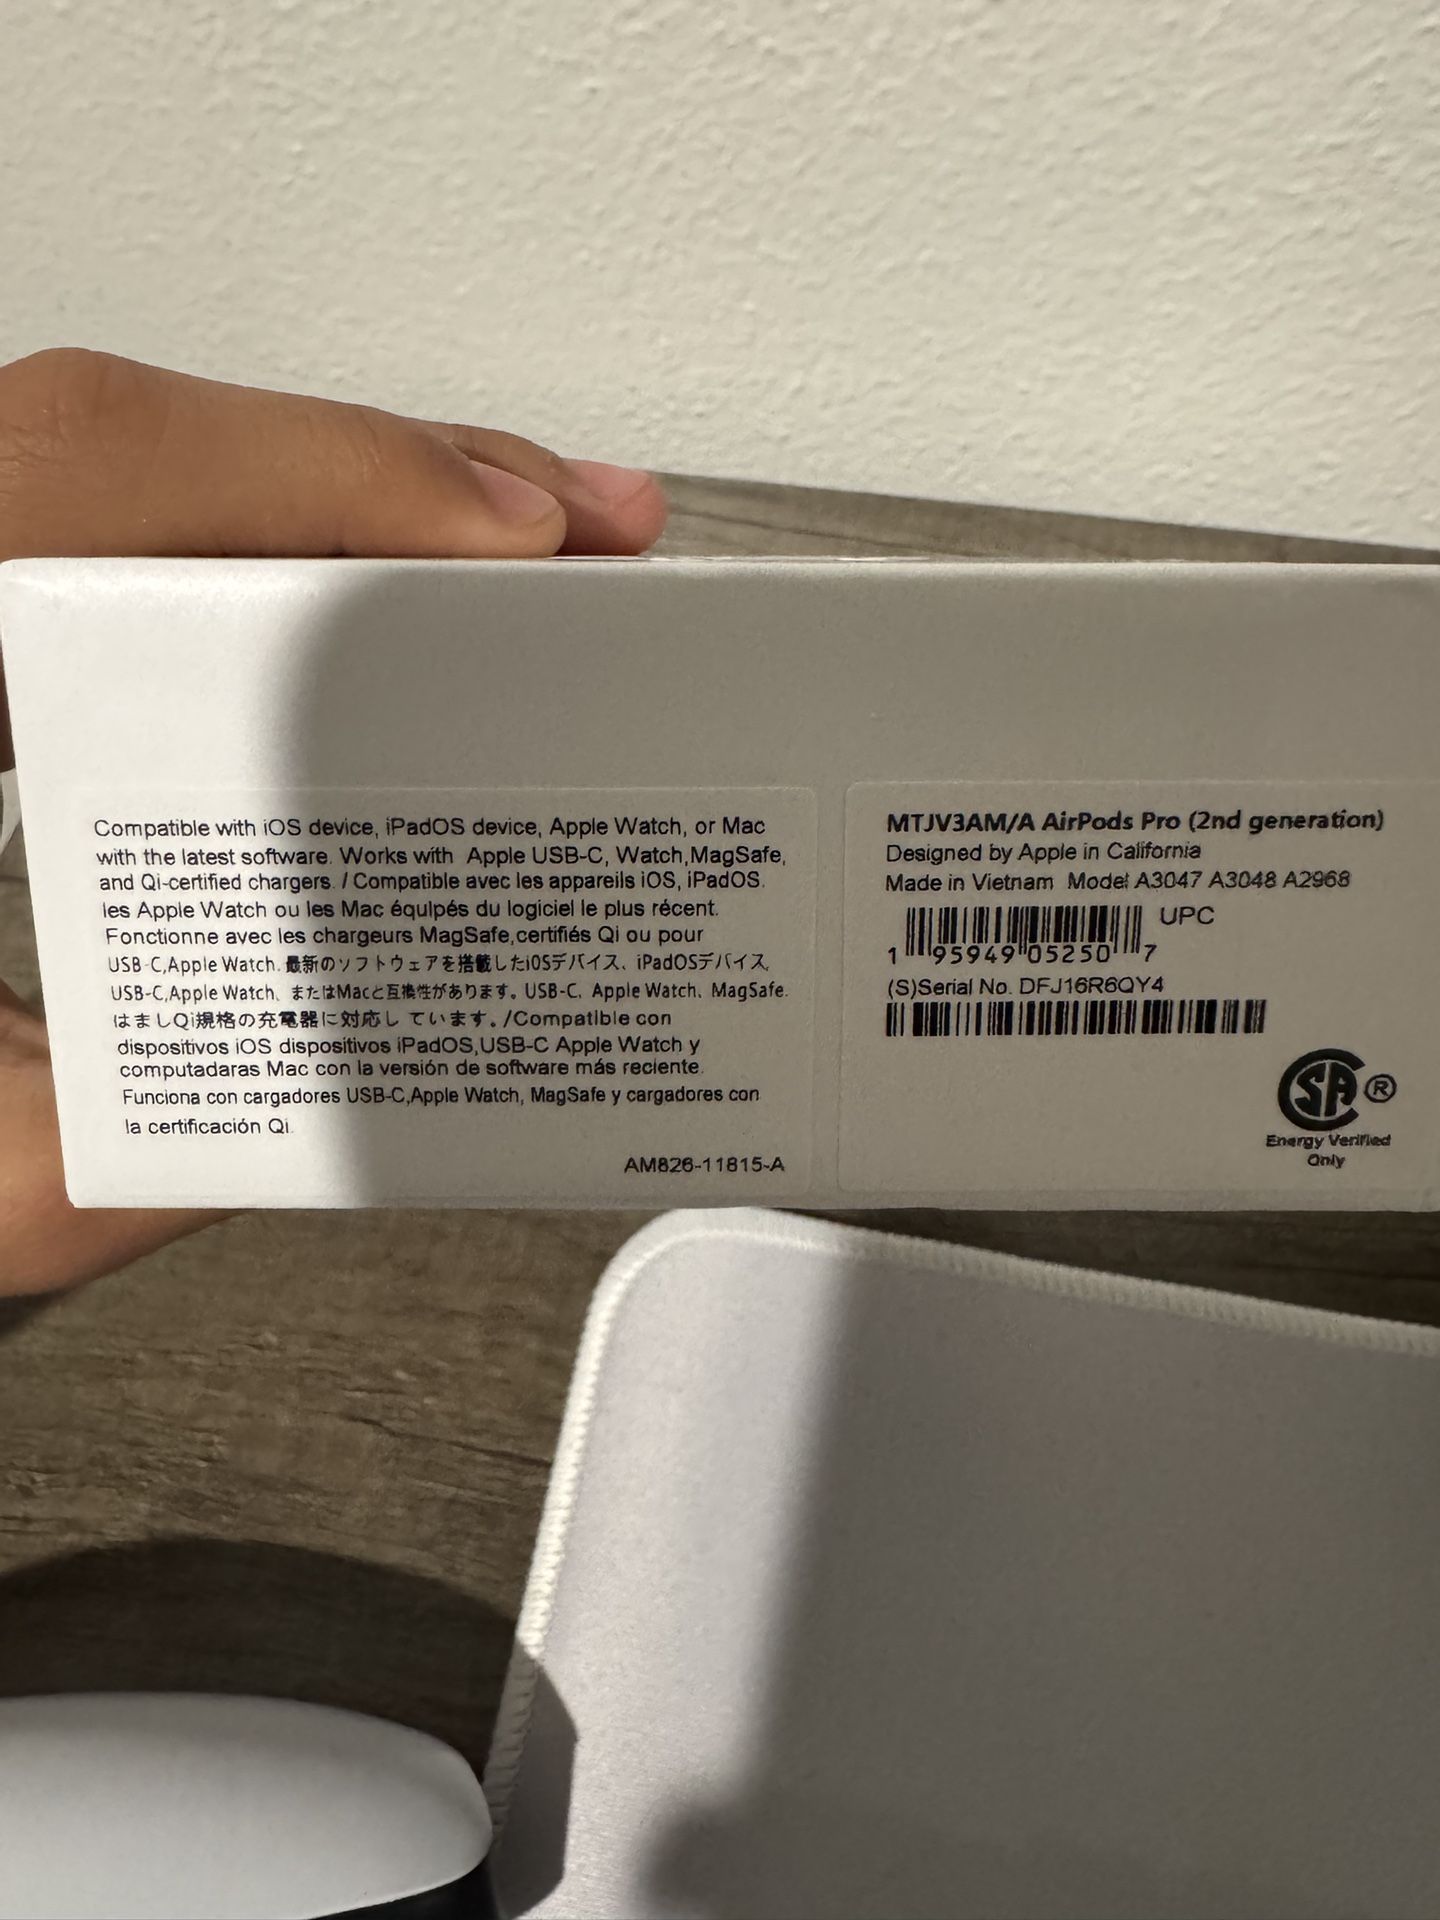 Compatible with iOS device, iPadOS device, Apple Watch, or Mac
with the latest software. Works with Apple USB-C, Watch,MagSafe,
and Qi-certified chargers. / Compatible avec les appareils iOS, iPadOS.
les Apple Watch ou les Mac équlpés du logiciel le plus récent.
Fonctionne avec les chargeurs MagSafe,certifiés Qi ou pour
USB-C,Apple Watch. 最新のソフトウェアを搭載したiOSデバイス、iPadOSデバイス,
USB-C,Apple Watch、またはMacと互換性があります。USB-C, Apple Watch、MagSafe.
はましQi規格の充電器に対応し ています。/Compatible con
dispositivos iOS dispositivos iPadOS,USB-C Apple Watch y
computadaras Mac con la versión de software más reciente.
Funciona con cargadores USB-C,Apple Watch, MagSafe y cargadores con
la certificación Qi.
AM826-11815-A
MTJV3AM/A AirPods Pro (2nd generation)
Designed by Apple in California
Made in Vietnam Model A3047 A3048 A2968
UPC
1 95949 05250 7
(S)Serial No. DFJ16R6QY4
SA ®
Energy Verified
Only